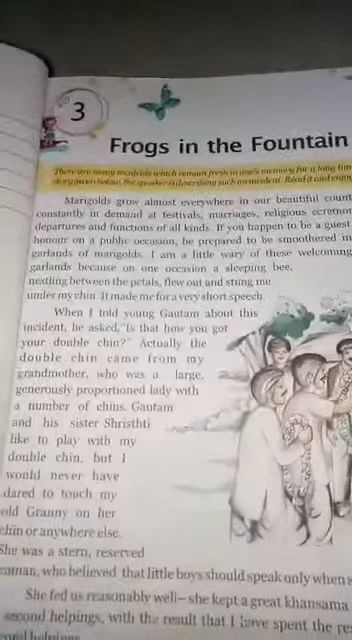 3
Frogs in the Fountain
There are many incidents which remain fresh in one's memory for a long tim
story given below, the speaker is describing such an incident. Read it and enjoy
Marigolds grow almost everywhere in our beautiful count
constantly in demand at festivals, marriages, religious ceremon
departures and functions of all kinds. If you happen to be a guest
honour on a public occasion, be prepared to be smoothered in
garlands of marigolds. I am a little wary of these welcoming
garlands because on one occasion a sleeping bee,
nestling between the petals, flew out and stung me
under my chin. It made me for a very short speech.
When I told young Gautam about this
incident, he asked, "Is that how you got
your double chin?" Actually the
double chin came from my
grandmother, who was a large,
generously proportioned lady with
a number of chins. Gautam
and his sister Shristhti
like to play with my
double chin, but I
would never have
dared to touch my
old Granny on her
chin or anywhere else.
She was a stern, reserved
woman, who believed that little boys should speak only when s
She fed us reasonably well— she kept a great khansama
second helpings, with the result that I have spent the re